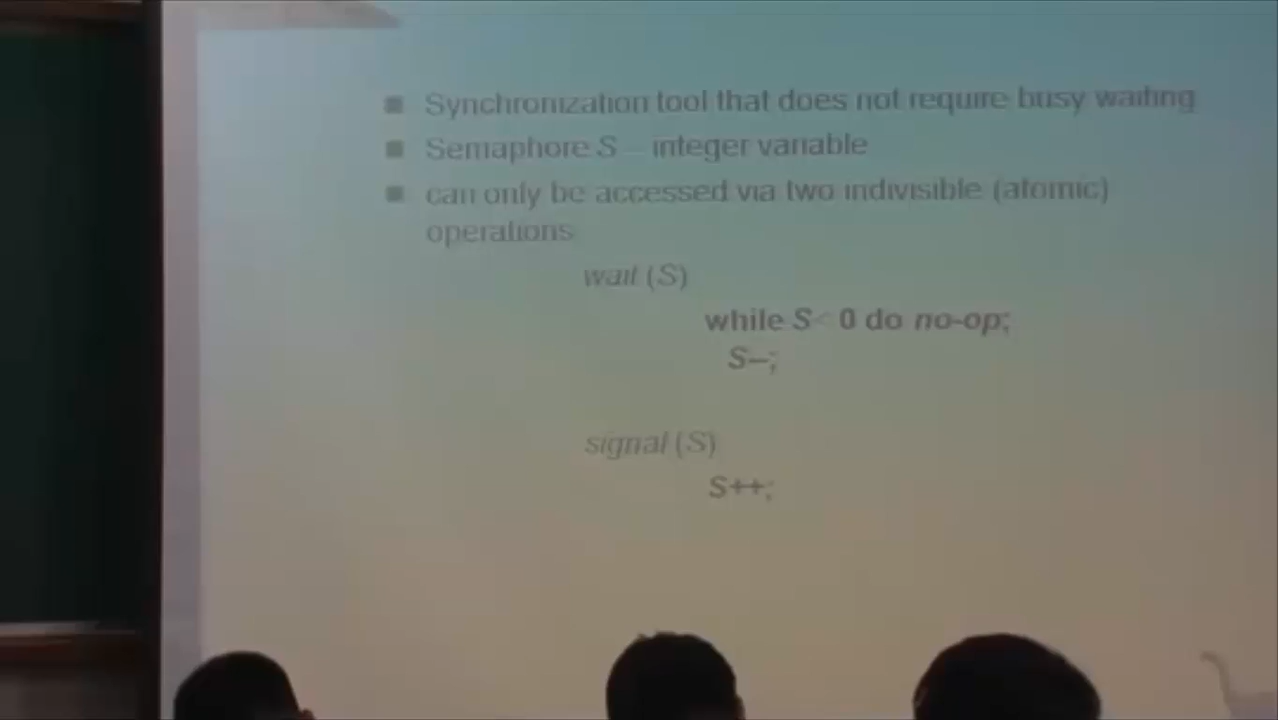 Synchronization tool that does not require busy waiting
Semaphore S – integer variable
can only be accessed via two indivisible (atomic)
operations
wait (S)
while S< 0 do no-op;
S–;
signal (S)
S++;